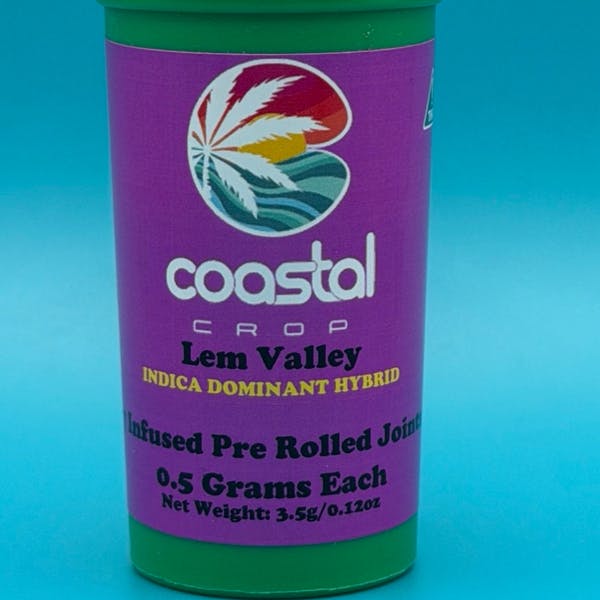 coastal
CROP
Lem Valley
INDICA DOMINANT HYBRID
Infused Pre Rolled Joints
0.5 Grams Each
Net Weight: 3.5g/0.12oz